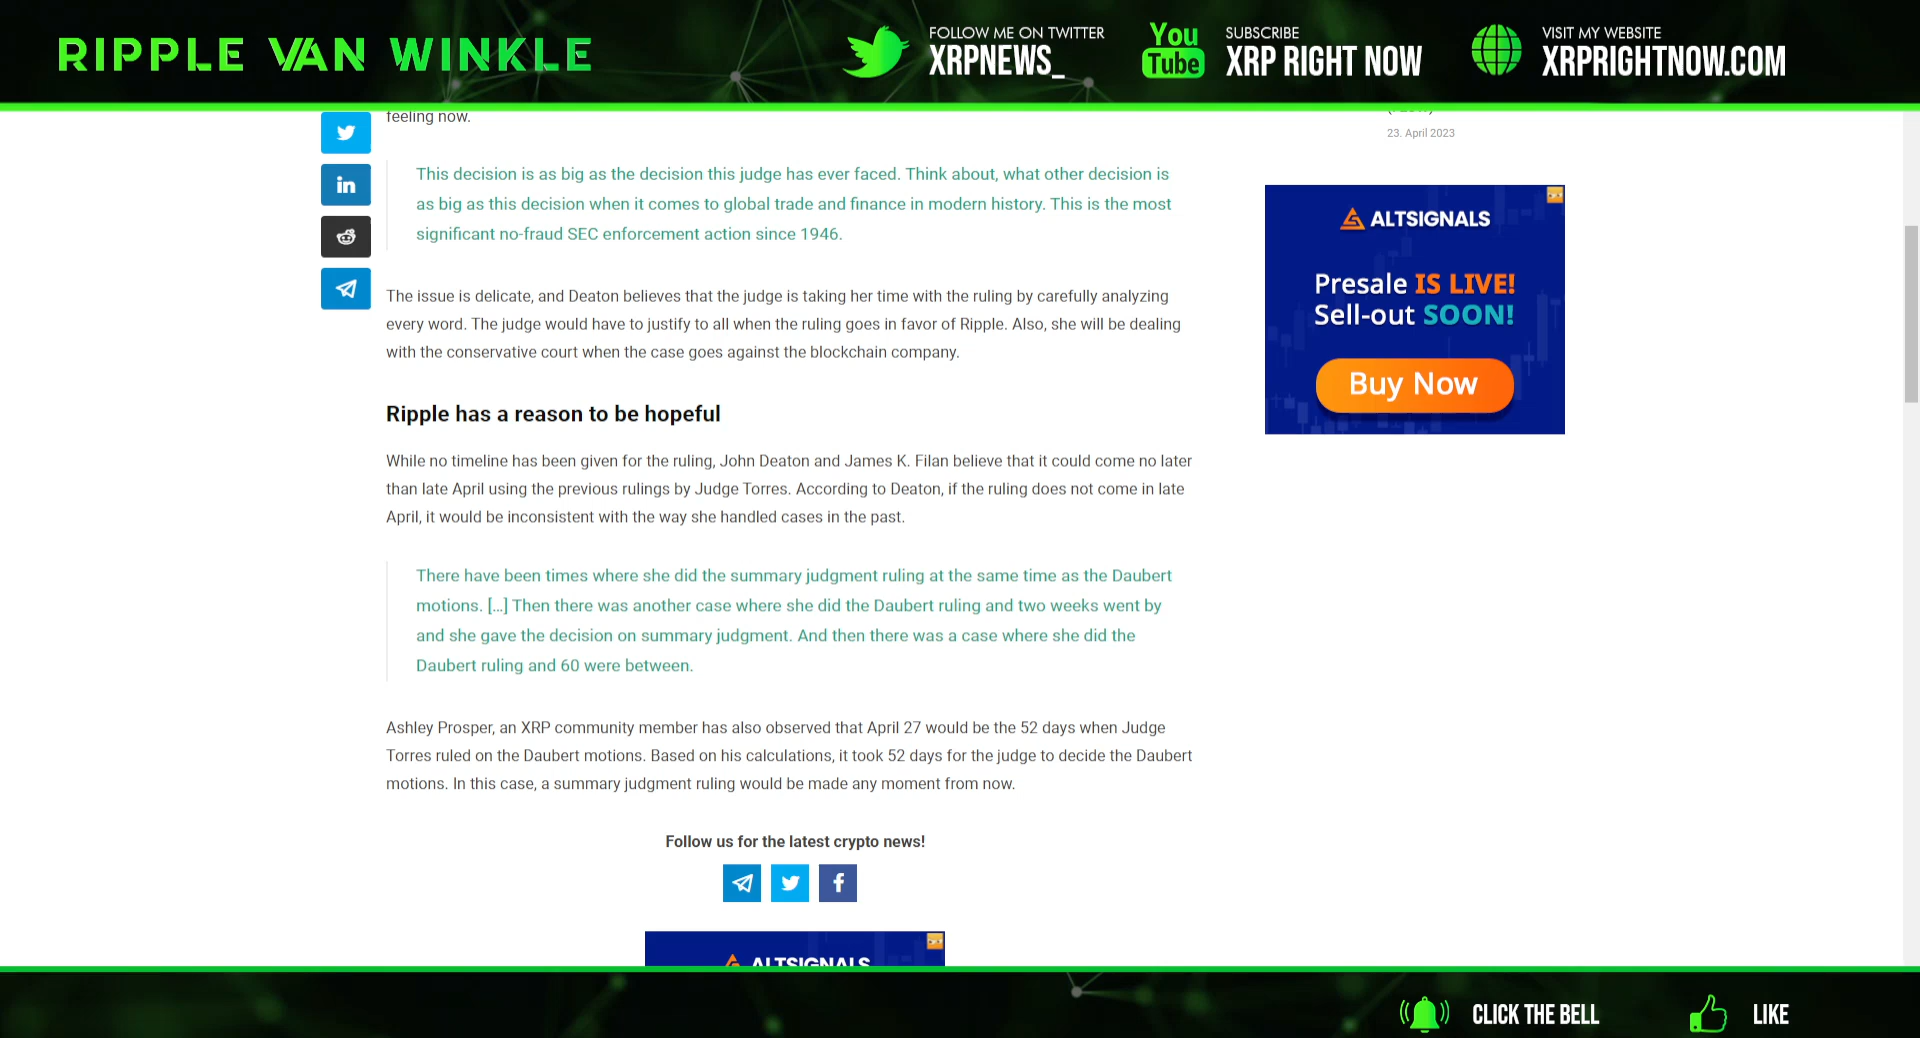 RIPPLE VAN WINKLE
FOLLOW ME ON TWITTER
XRPNEWS_
You
Tube
SUBSCRIBE
XRP RIGHT NOW
VISIT MY WEBSITE
XRPRIGHTNOW.COM
feeling now.
23. April 2023
in
This decision is as big as the decision this judge has ever faced. Think about, what other decision is
as big as this decision when it comes to global trade and finance in modern history. This is the most
significant no-fraud SEC enforcement action since 1946.
The issue is delicate, and Deaton believes that the judge is taking her time with the ruling by carefully analyzing
every word. The judge would have to justify to all when the ruling goes in favor of Ripple. Also, she will be dealing
with the conservative court when the case goes against the blockchain company.
ALTSIGNALS
Presale IS LIVE!
Sell-out SOON!
Buy Now
Ripple has a reason to be hopeful
While no timeline has been given for the ruling, John Deaton and James K. Filan believe that it could come no later
than late April using the previous rulings by Judge Torres. According to Deaton, if the ruling does not come in late
April, it would be inconsistent with the way she handled cases in the past.
There have been times where she did the summary judgment ruling at the same time as the Daubert
motions. […] Then there was another case where she did the Daubert ruling and two weeks went by
and she gave the decision on summary judgment. And then there was a case where she did the
Daubert ruling and 60 were between.
Ashley Prosper, an XRP community member has also observed that April 27 would be the 52 days when Judge
Torres ruled on the Daubert motions. Based on his calculations, it took 52 days for the judge to decide the Daubert
motions. In this case, a summary judgment ruling would be made any moment from now.
Follow us for the latest crypto news!
f
ALTSIGNALS
CLICK THE BELL
LIKE